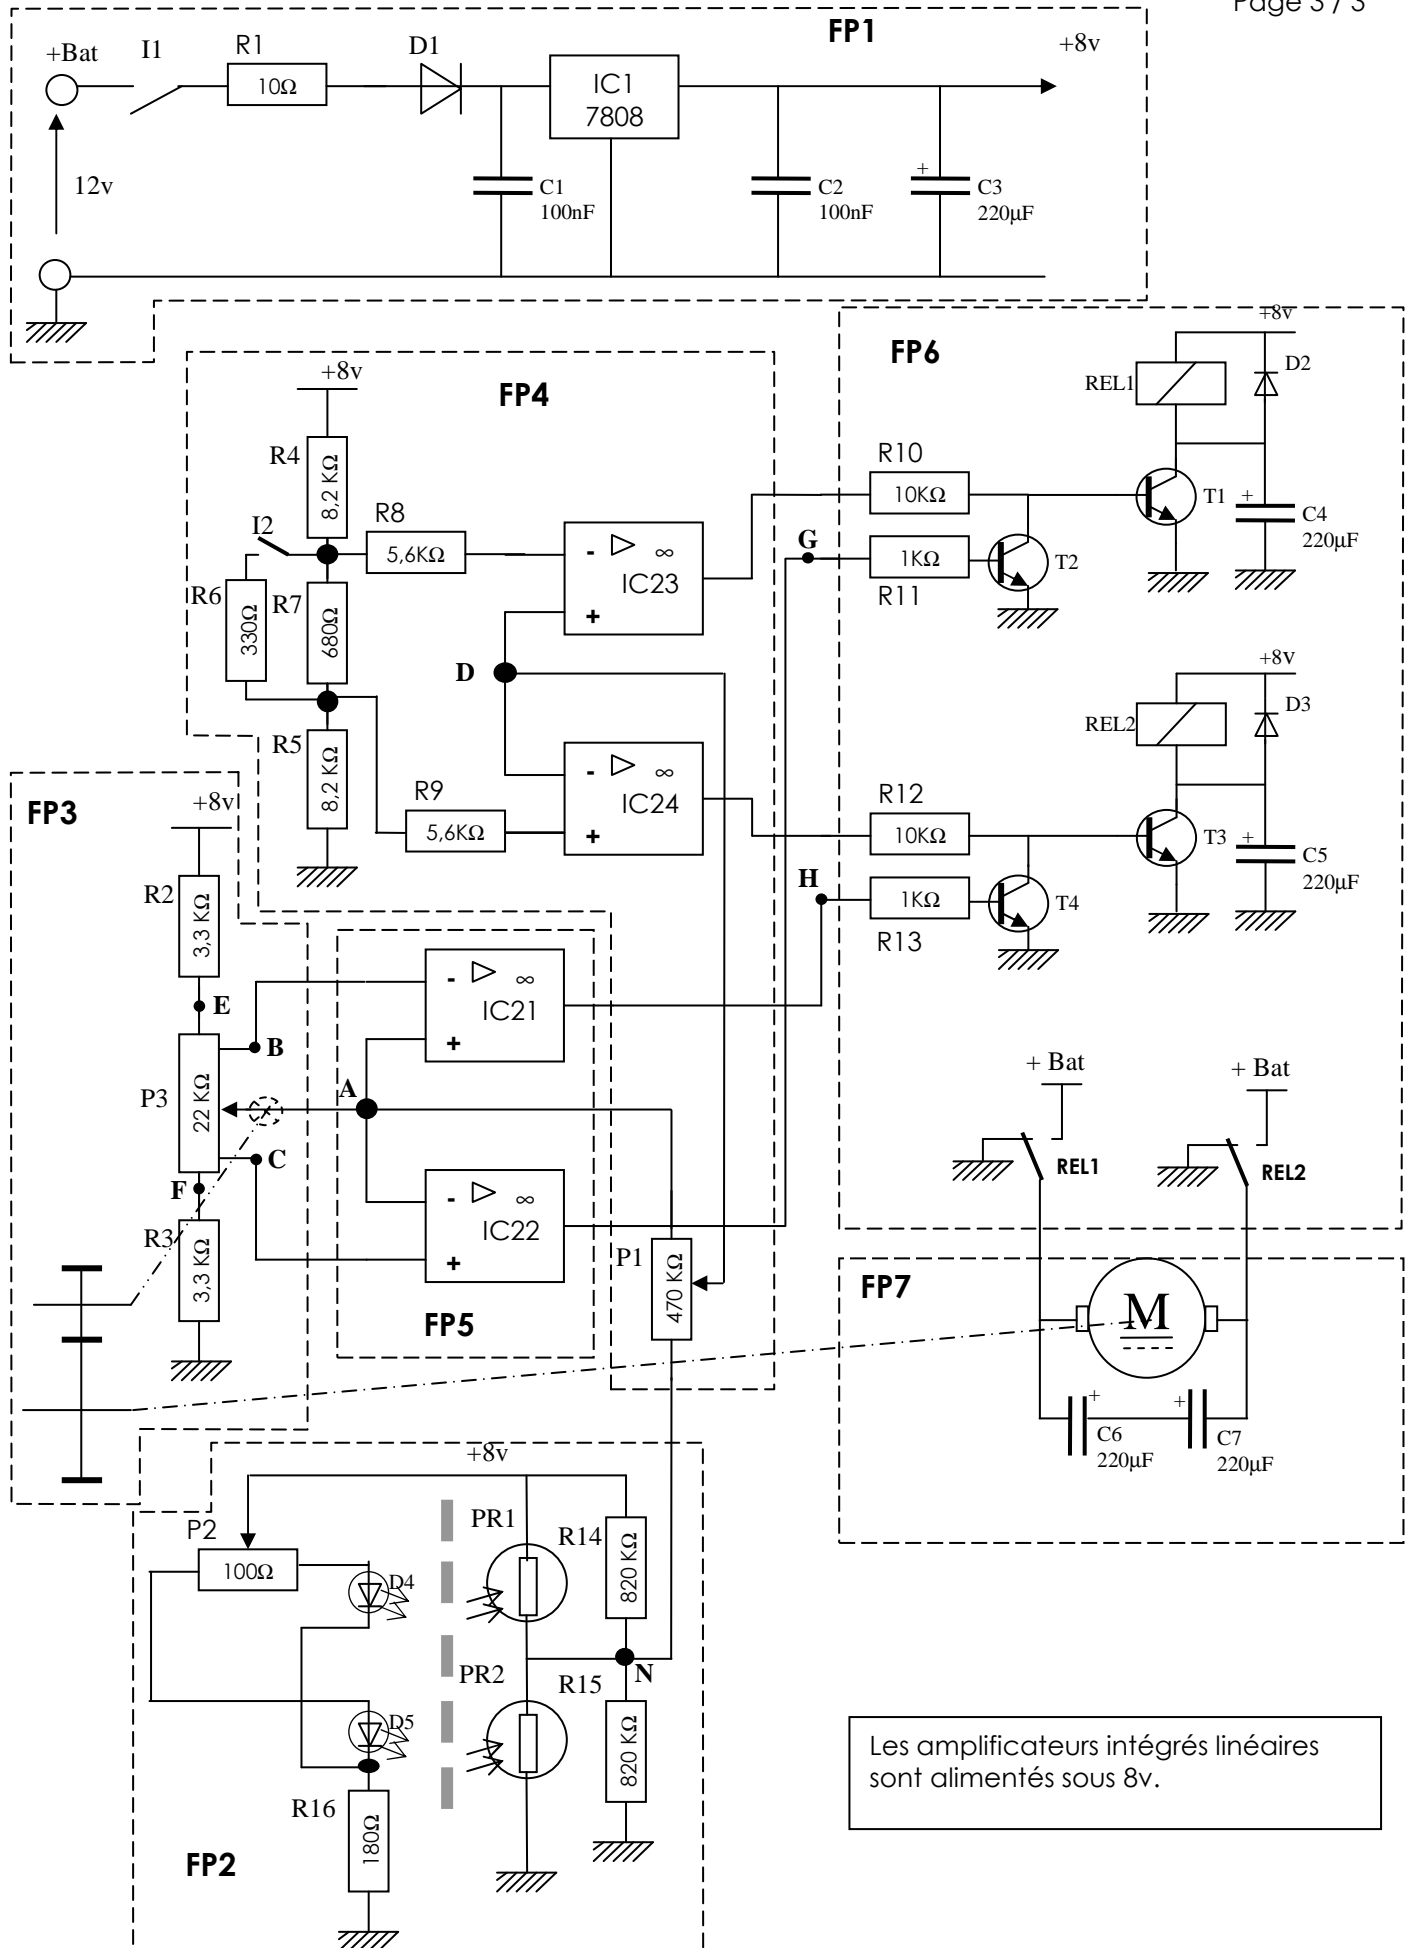 Page 3 / 3
FP1
+Bat
I1
R1
10Ω
D1
IC1
7808
+8v
12v
C1
100nF
C2
100nF
+
C3
220µF
FP4
+8v
R4
8,2 KΩ
I2
R8
5,6KΩ
- ∞
IC23
+
R6
330Ω
R7
680Ω
D
R5
8,2 KΩ
R9
5,6KΩ
- ∞
IC24
+
FP6
+8v
REL1
D2
R10
10KΩ
T1
+
C4
220µF
G
1KΩ
R11
T2
+8v
REL2
D3
R12
10KΩ
T3
+
C5
220µF
H
1KΩ
R13
T4
+ Bat
REL1
+ Bat
REL2
FP3
+8v
R2
3,3 KΩ
E
B
P3
22 KΩ
A
C
F
R3
3,3 KΩ
- ∞
IC21
+
- ∞
IC22
+
FP5
P1
470 KΩ
FP7
M
+
C6
220µF
+
C7
220µF
+8v
P2
100Ω
D4
D5
R16
180Ω
PR1
R14
820 KΩ
N
PR2
R15
820 KΩ
FP2
Les amplificateurs intégrés linéaires
sont alimentés sous 8v.